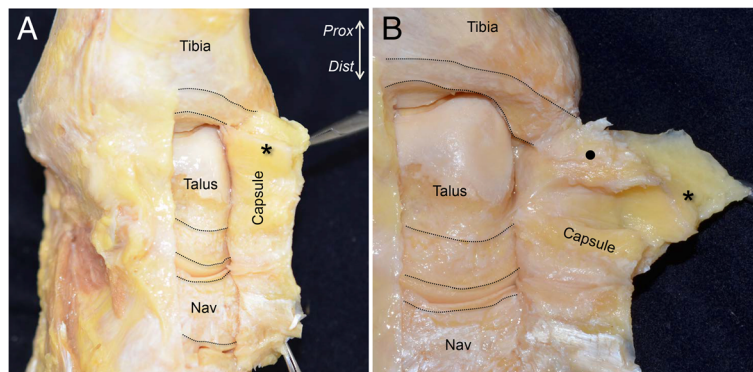 A
Tibia
Prox
Dist
*
Talus
Capsule
Nav
B
Tibia
Talus
*
Capsule
Nav